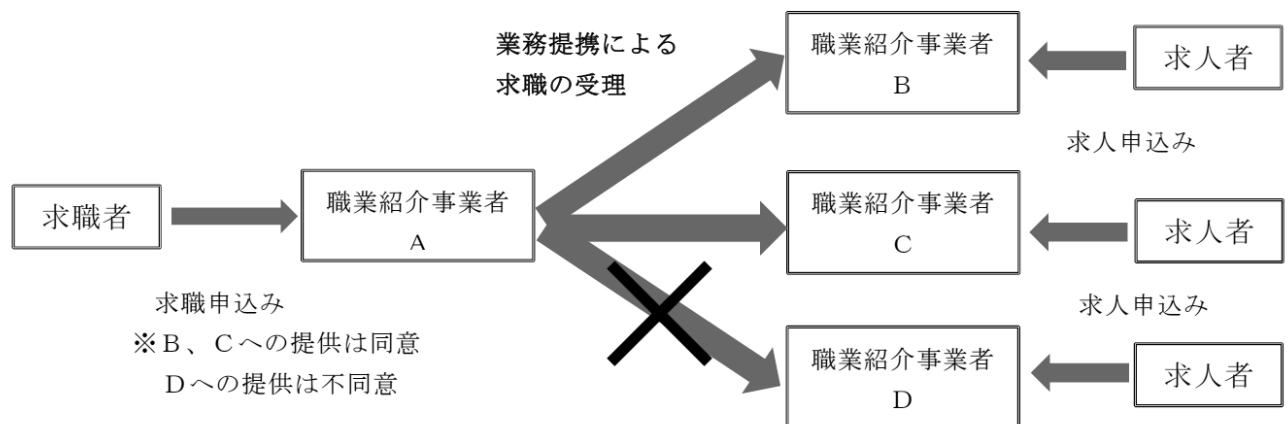 業務提携による
求職の受理
職業紹介事業者
B
求人者
求人申込み
求職者
職業紹介事業者
A
職業紹介事業者
C
求人者
求職申込み
※B、Cへの提供は同意
Dへの提供は不同意
求人申込み
職業紹介事業者
D
求人者